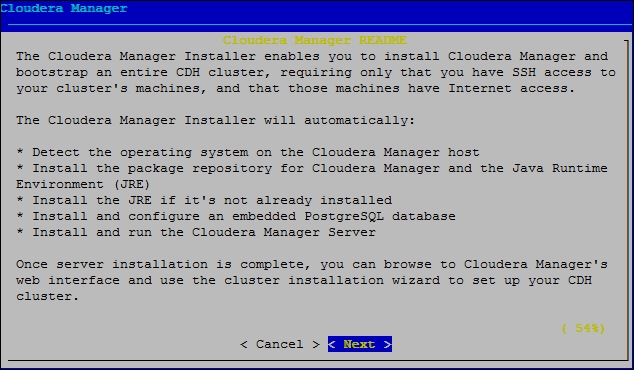 Cloudera Manager
Cloudera Manager README
The Cloudera Manager Installer enables you to install Cloudera Manager and
bootstrap an entire CDH cluster, requiring only that you have SSH access to
your cluster's machines, and that those machines have Internet access.
The Cloudera Manager Installer will automatically:
* Detect the operating system on the Cloudera Manager host
* Install the package repository for Cloudera Manager and the Java Runtime
Environment (JRE)
* Install the JRE if it's not already installed
* Install and configure an embedded PostgreSQL database
* Install and run the Cloudera Manager Server
Once server installation is complete, you can browse to Cloudera Manager's
web interface and use the cluster installation wizard to set up your CDH
cluster.
( 54%)
< Cancel > < Next >